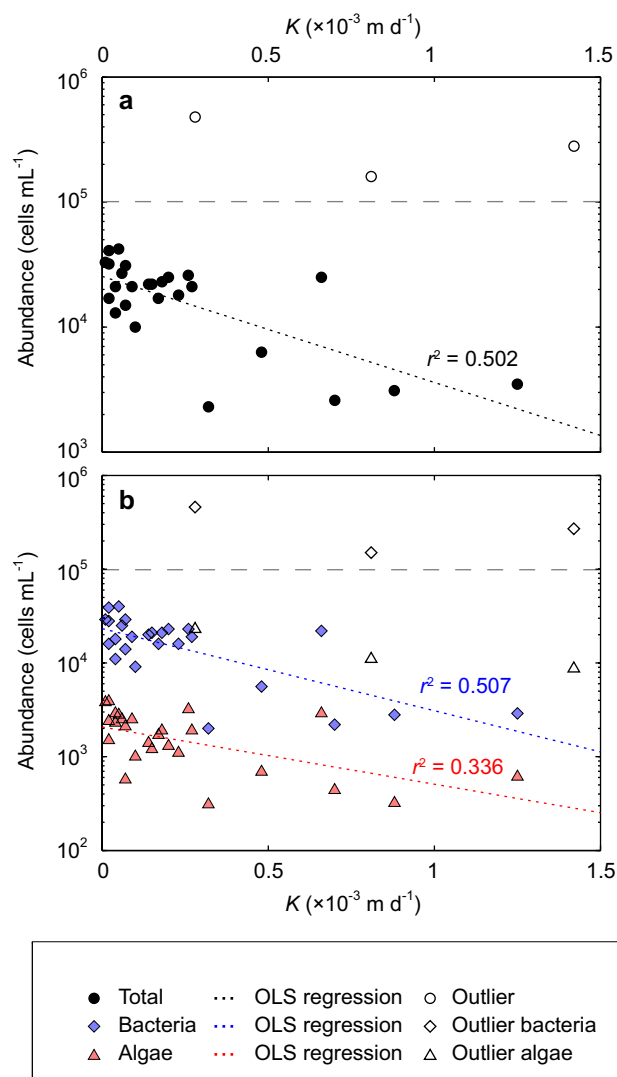 K (×10⁻³ m d⁻¹)
0 0.5 1 1.5
a
10⁶
10⁵
10⁴
10³
Abundance (cells mL⁻¹)
r² = 0.502
b
10⁶
10⁵
10⁴
10³
10²
Abundance (cells mL⁻¹)
r² = 0.507
r² = 0.336
0 0.5 1 1.5
K (×10⁻³ m d⁻¹)
Total OLS regression Outlier
Bacteria OLS regression Outlier bacteria
Algae OLS regression Outlier algae